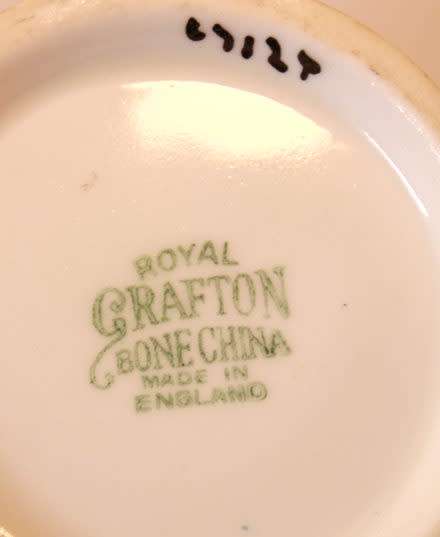 ROYAL
GRAFTON
BONE CHINA
MADE IN
ENGLAND